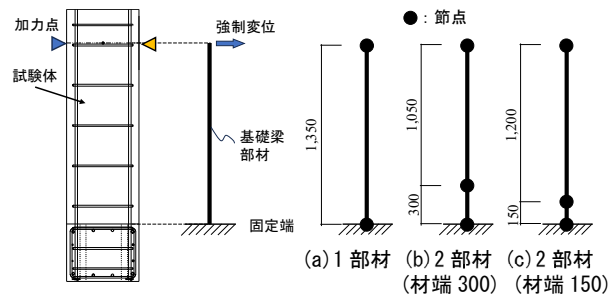 加力点
強制変位
試験体
基礎梁
部材
固定端
●：節点
1,350
1,050
300
1,200
150
(a)1 部材
(b)2 部材
(材端 300)
(c)2 部材
(材端 150)